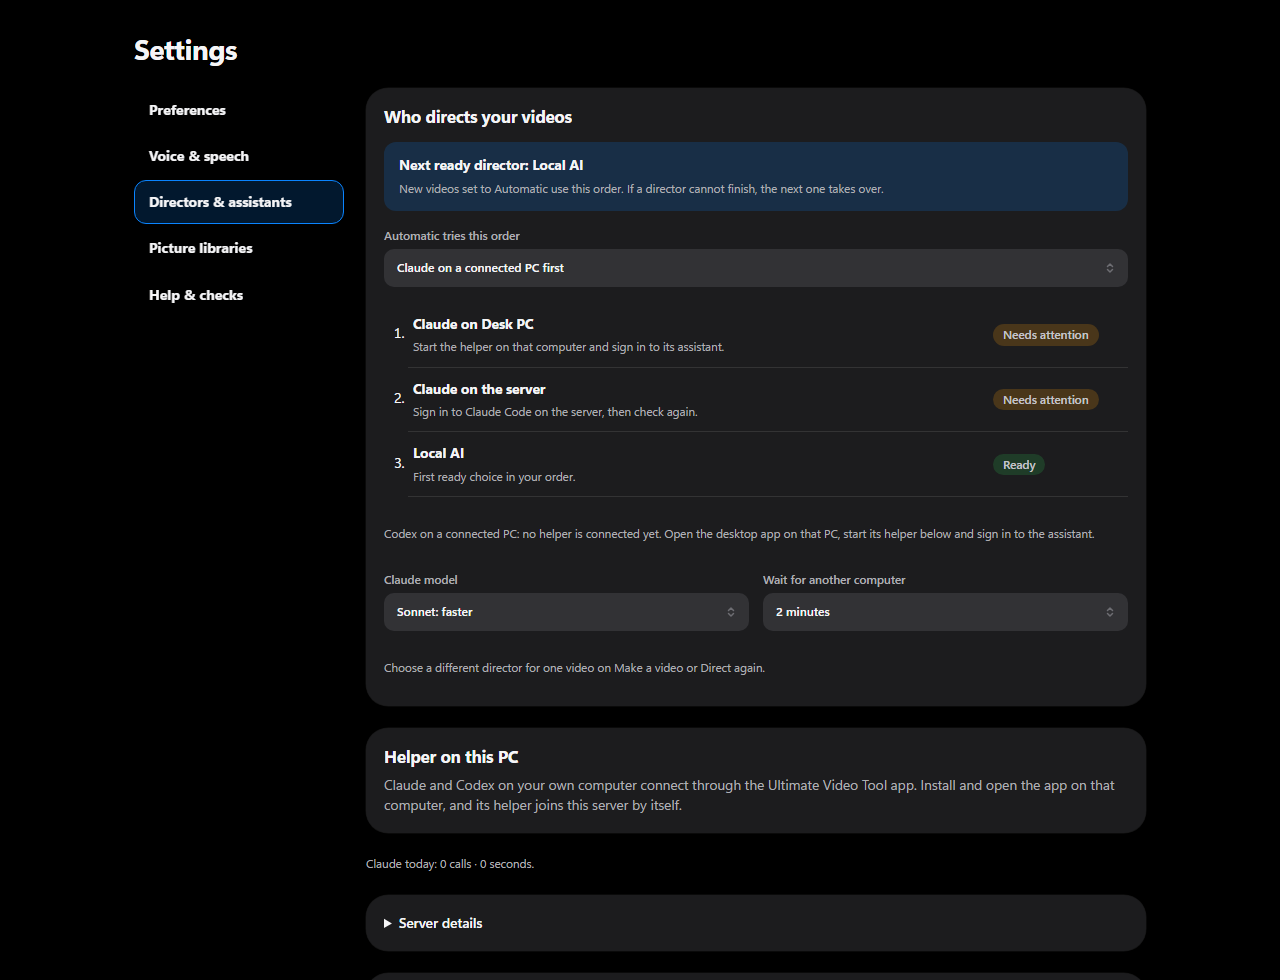 Settings
Preferences
Voice & speech
Directors & assistants
Picture libraries
Help & checks
Who directs your videos
Next ready director: Local AI
New videos set to Automatic use this order. If a director cannot finish, the next one takes over.
Automatic tries this order
Claude on a connected PC first
1. Claude on Desk PC
Start the helper on that computer and sign in to its assistant.
Needs attention
2. Claude on the server
Sign in to Claude Code on the server, then check again.
Needs attention
3. Local AI
First ready choice in your order.
Ready
Codex on a connected PC: no helper is connected yet. Open the desktop app on that PC, start its helper below and sign in to the assistant.
Claude model
Sonnet: faster
Wait for another computer
2 minutes
Choose a different director for one video on Make a video or Direct again.
Helper on this PC
Claude and Codex on your own computer connect through the Ultimate Video Tool app. Install and open the app on that
computer, and its helper joins this server by itself.
Claude today: 0 calls · 0 seconds.
Server details